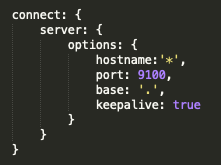 connect: {
    server: {
        options: {
            hostname:'*',
            port: 9100,
            base: '.',
            keepalive: true
        }
    }
}